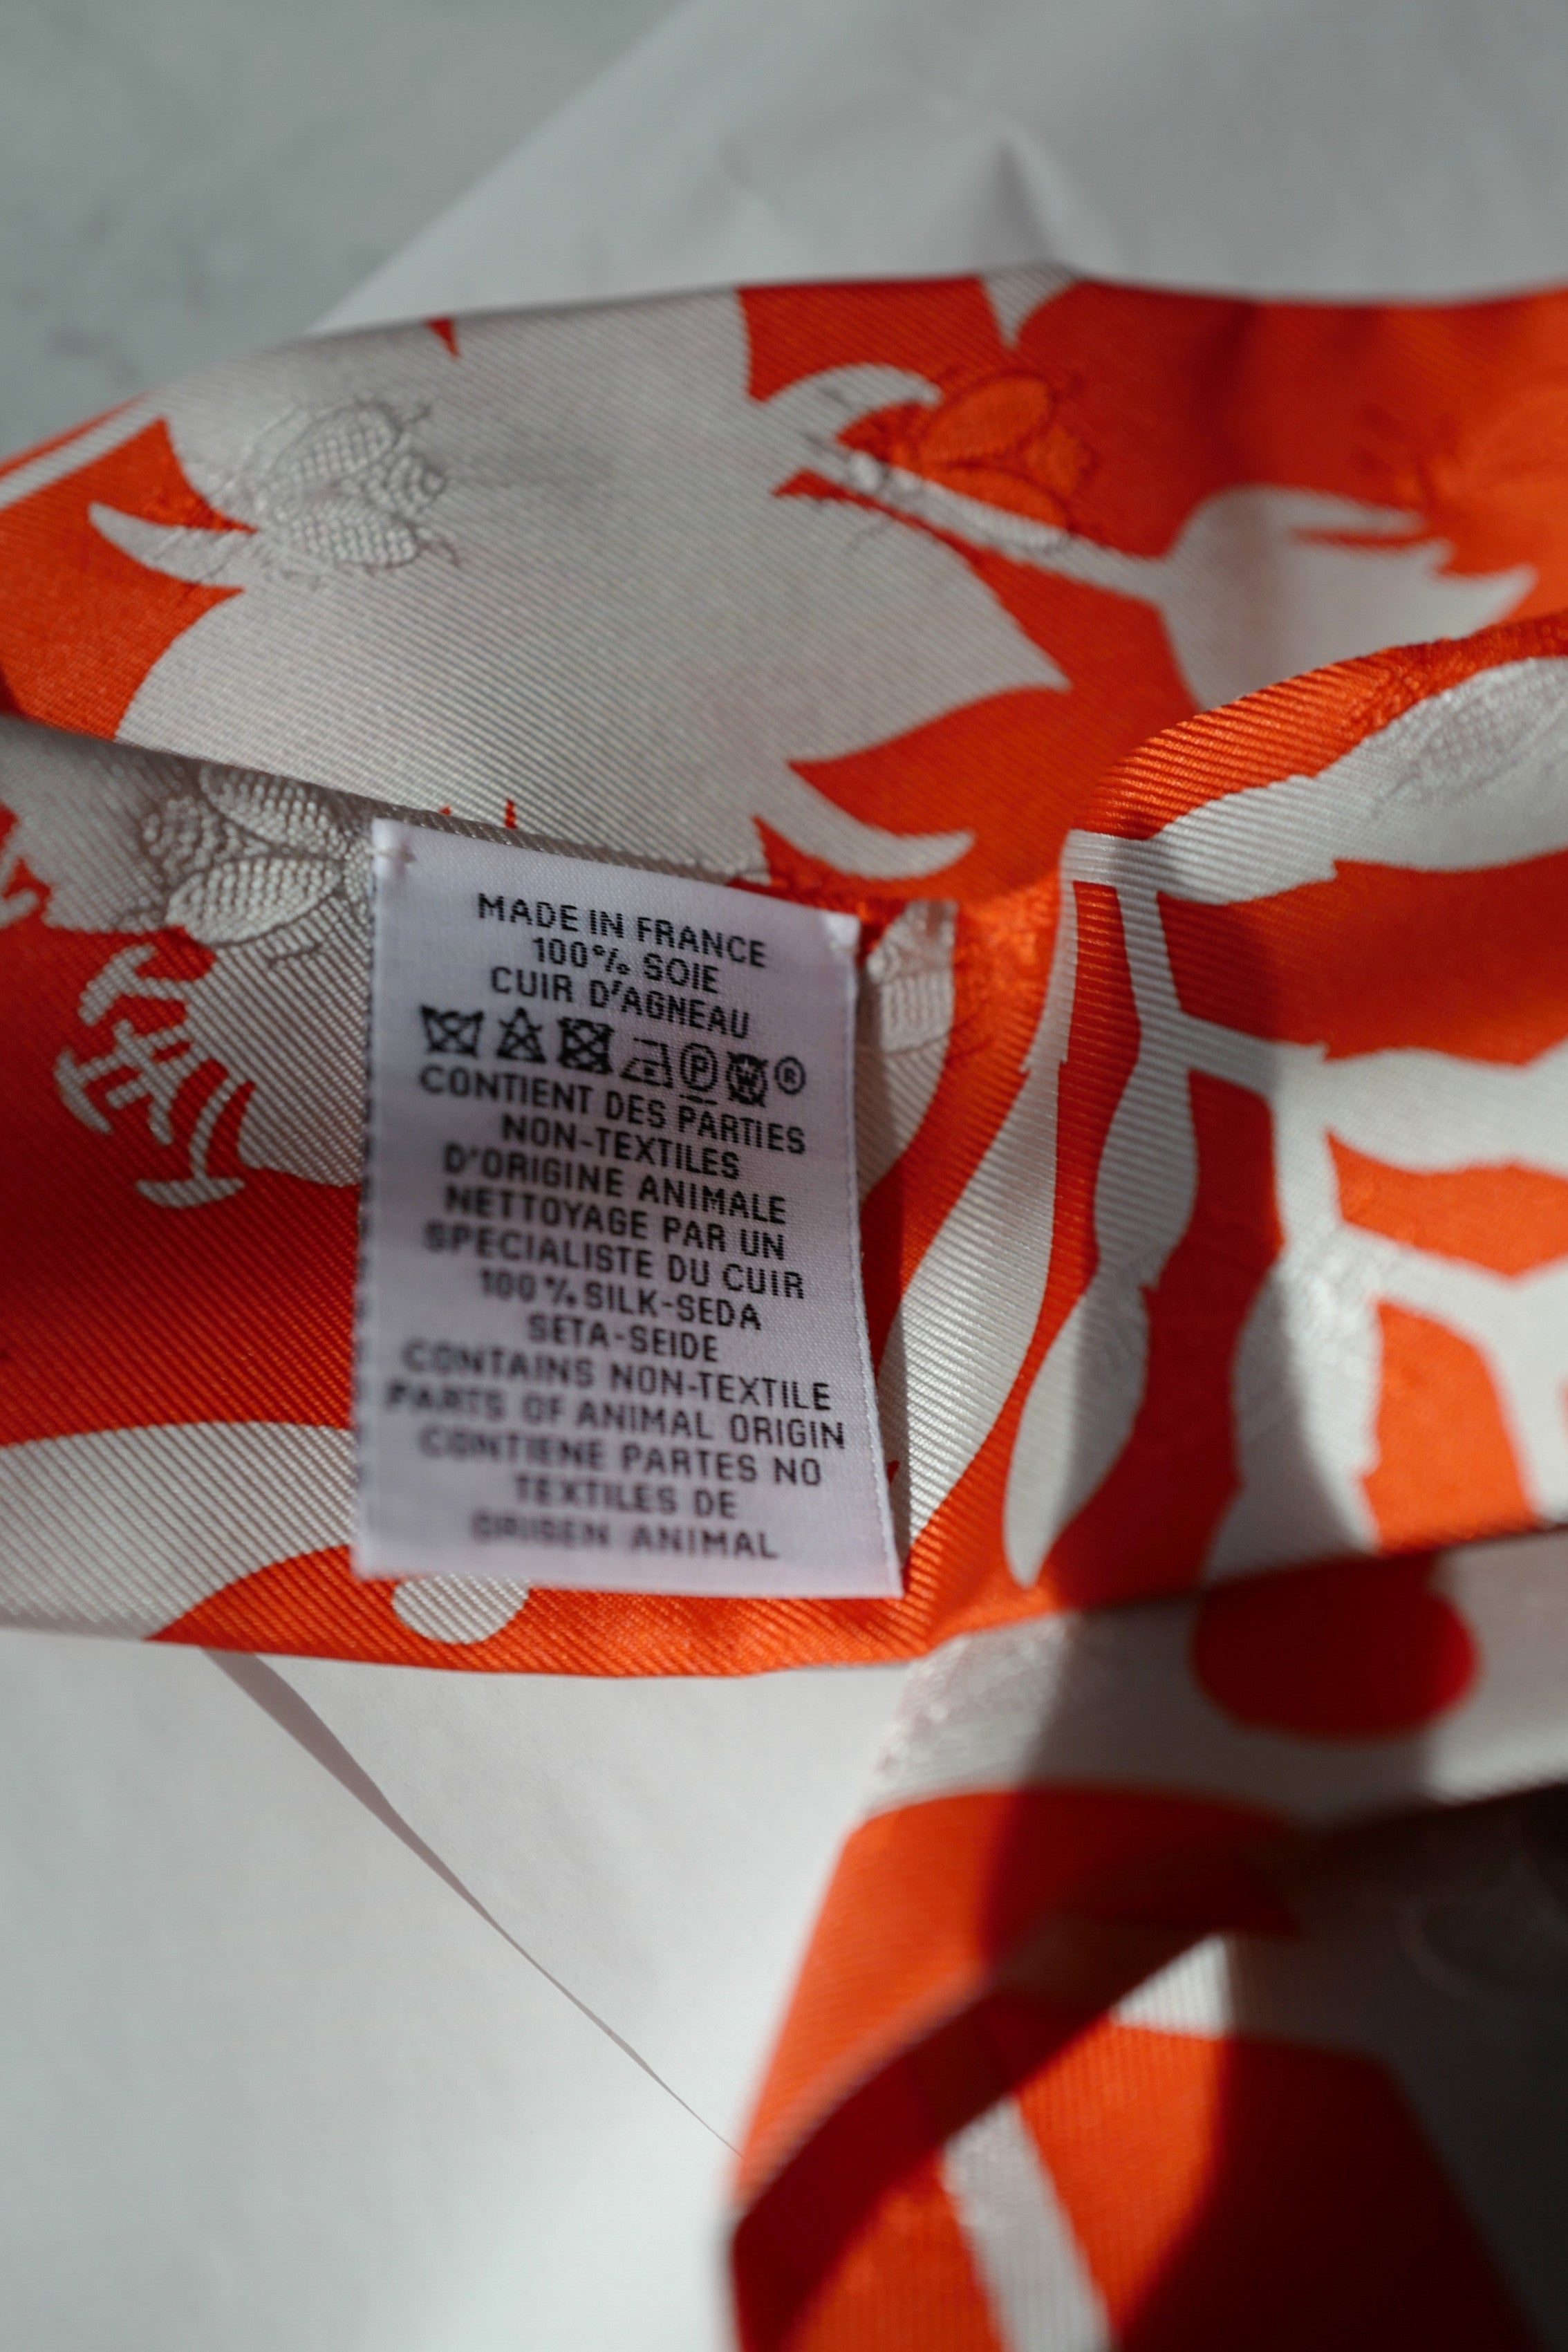 MADE IN FRANCE
100% SOIE
CUIR D'AGNEAU
P W ®
CONTIENT DES PARTIES
NON-TEXTILES
D'ORIGINE ANIMALE
NETTOYAGE PAR UN
SPECIALISTE DU CUIR
100% SILK-SEDA
SETA-SEIDE
CONTAINS NON-TEXTILE
PARTS OF ANIMAL ORIGIN
CONTIENE PARTES NO
TEXTILES DE
ORIGEN ANIMAL